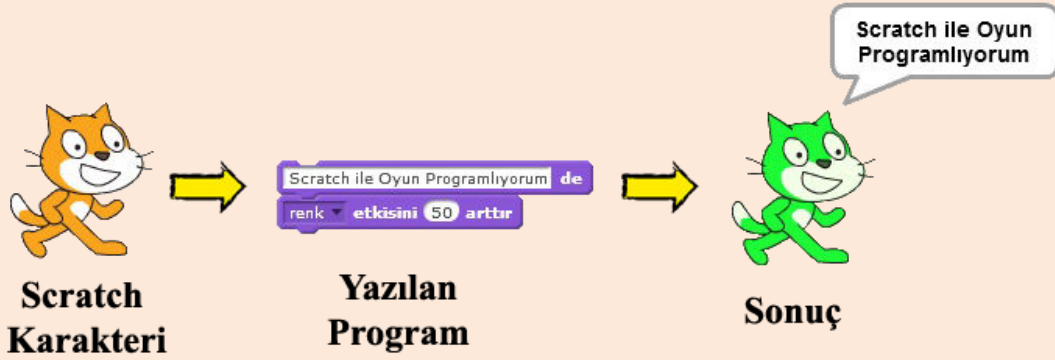 Scratch ile Oyun
Programlıyorum
Scratch ile Oyun Programlıyorum de
renk etkisini 50 arttır
Scratch
Karakteri
Yazılan
Program
Sonuç